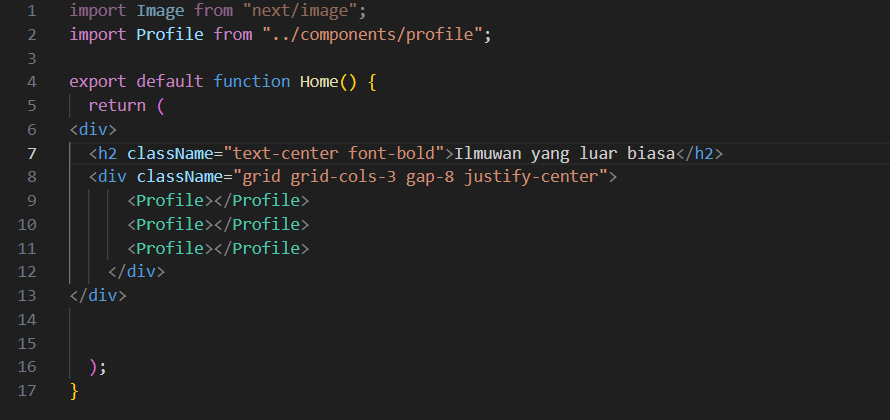 1 import Image from "next/image";
2 import Profile from "../components/profile";
3
4 export default function Home() {
5   return (
6 <div>
7   <h2 className="text-center font-bold">Ilmuwan yang luar biasa</h2>
8   <div className="grid grid-cols-3 gap-8 justify-center">
9       <Profile></Profile>
10       <Profile></Profile>
11       <Profile></Profile>
12     </div>
13 </div>
14
15
16   );
17 }